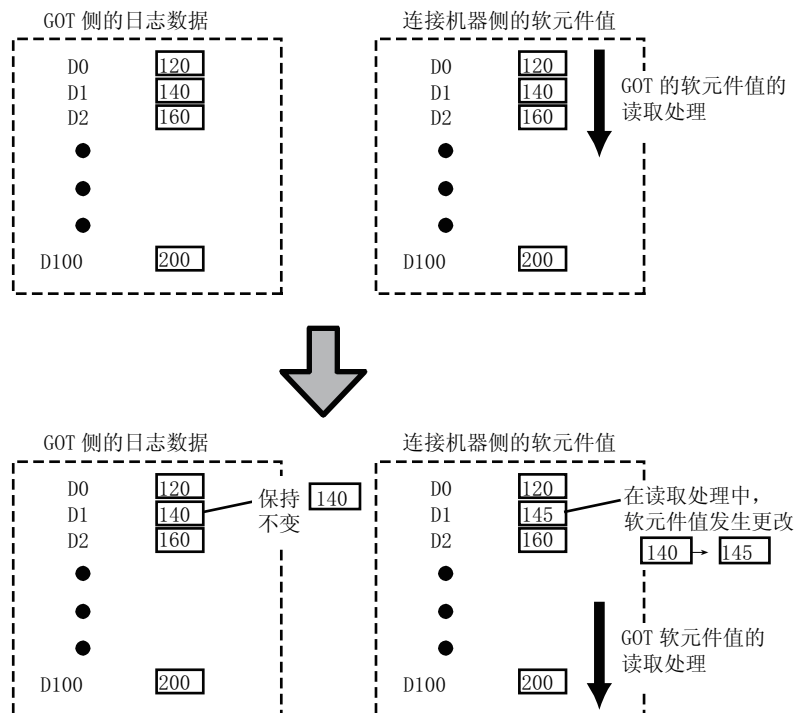 GOT 侧的日志数据
D0 120
D1 140
D2 160
D100 200
连接机器侧的软元件值
D0 120
D1 140
D2 160
D100 200
GOT 的软元件值的
读取处理
GOT 侧的日志数据
D0 120
D1 140
D2 160
D100 200
保持 140
不变
连接机器侧的软元件值
D0 120
D1 145
D2 160
D100 200
在读取处理中，
软元件值发生更改
140 → 145
GOT 软元件值的
读取处理